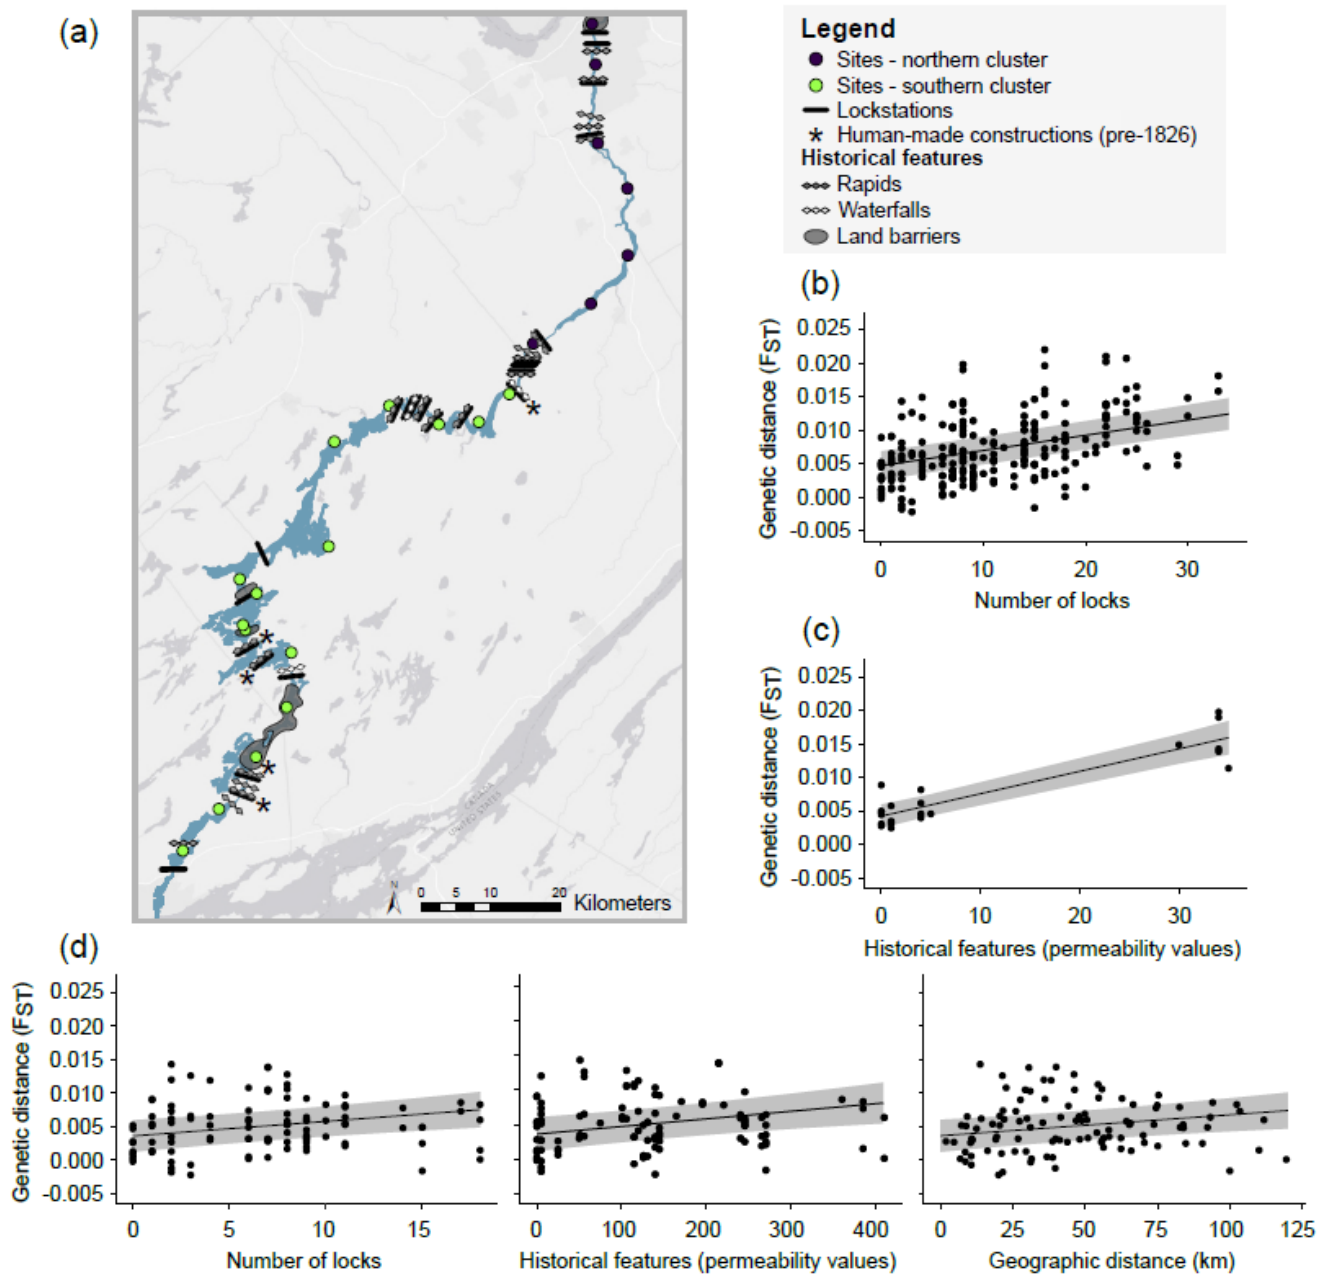 (a)
Legend
Sites - northern cluster
Sites - southern cluster
Lockstations
* Human-made constructions (pre-1826)
Historical features
Rapids
Waterfalls
Land barriers
CANADA
UNITED STATES
N
0 5 10 20
Kilometers
(b)
Genetic distance (FST)
0.025
0.020
0.015
0.010
0.005
0.000
-0.005
0 10 20 30
Number of locks
(c)
Genetic distance (FST)
0.025
0.020
0.015
0.010
0.005
0.000
-0.005
0 10 20 30
Historical features (permeability values)
(d)
Genetic distance (FST)
0.025
0.020
0.015
0.010
0.005
0.000
-0.005
0 5 10 15
Number of locks
0 100 200 300 400
Historical features (permeability values)
0 25 50 75 100 125
Geographic distance (km)